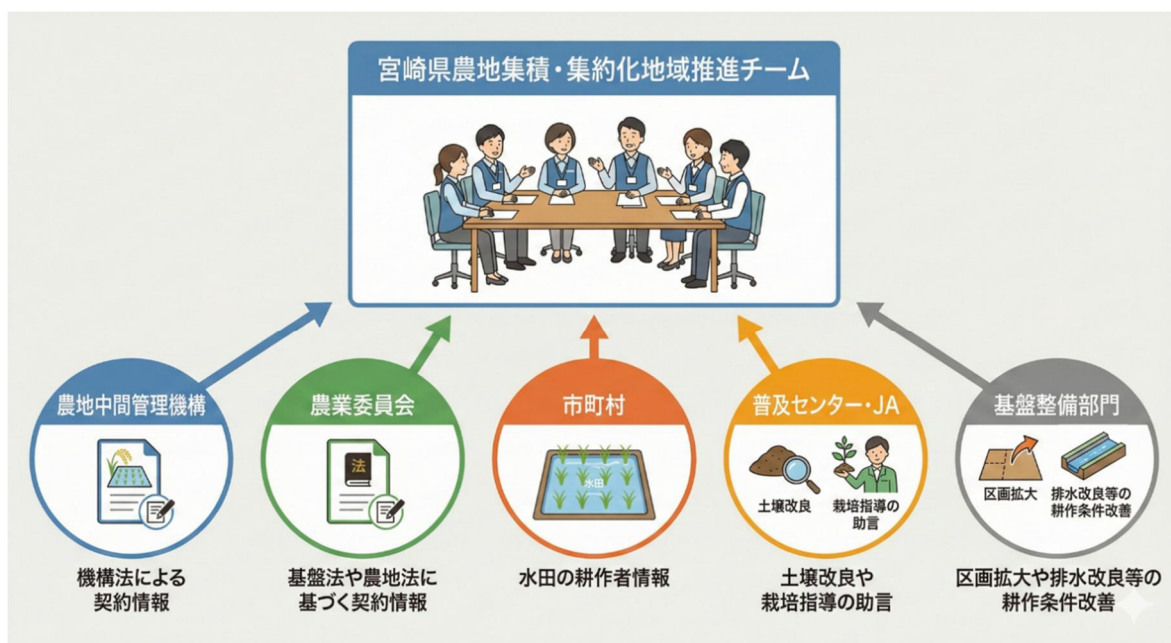 宮崎県農地集積・集約化地域推進チーム
農地中間管理機構
農業委員会
市町村
普及センター・JA
基盤整備部門
法
水田
土壌改良
栽培指導の
助言
区画拡大
排水改良等の
耕作条件改善
機構法による
契約情報
基盤法や農地法に
基づく契約情報
水田の耕作者情報
土壌改良や
栽培指導の助言
区画拡大や排水改良等の
耕作条件改善